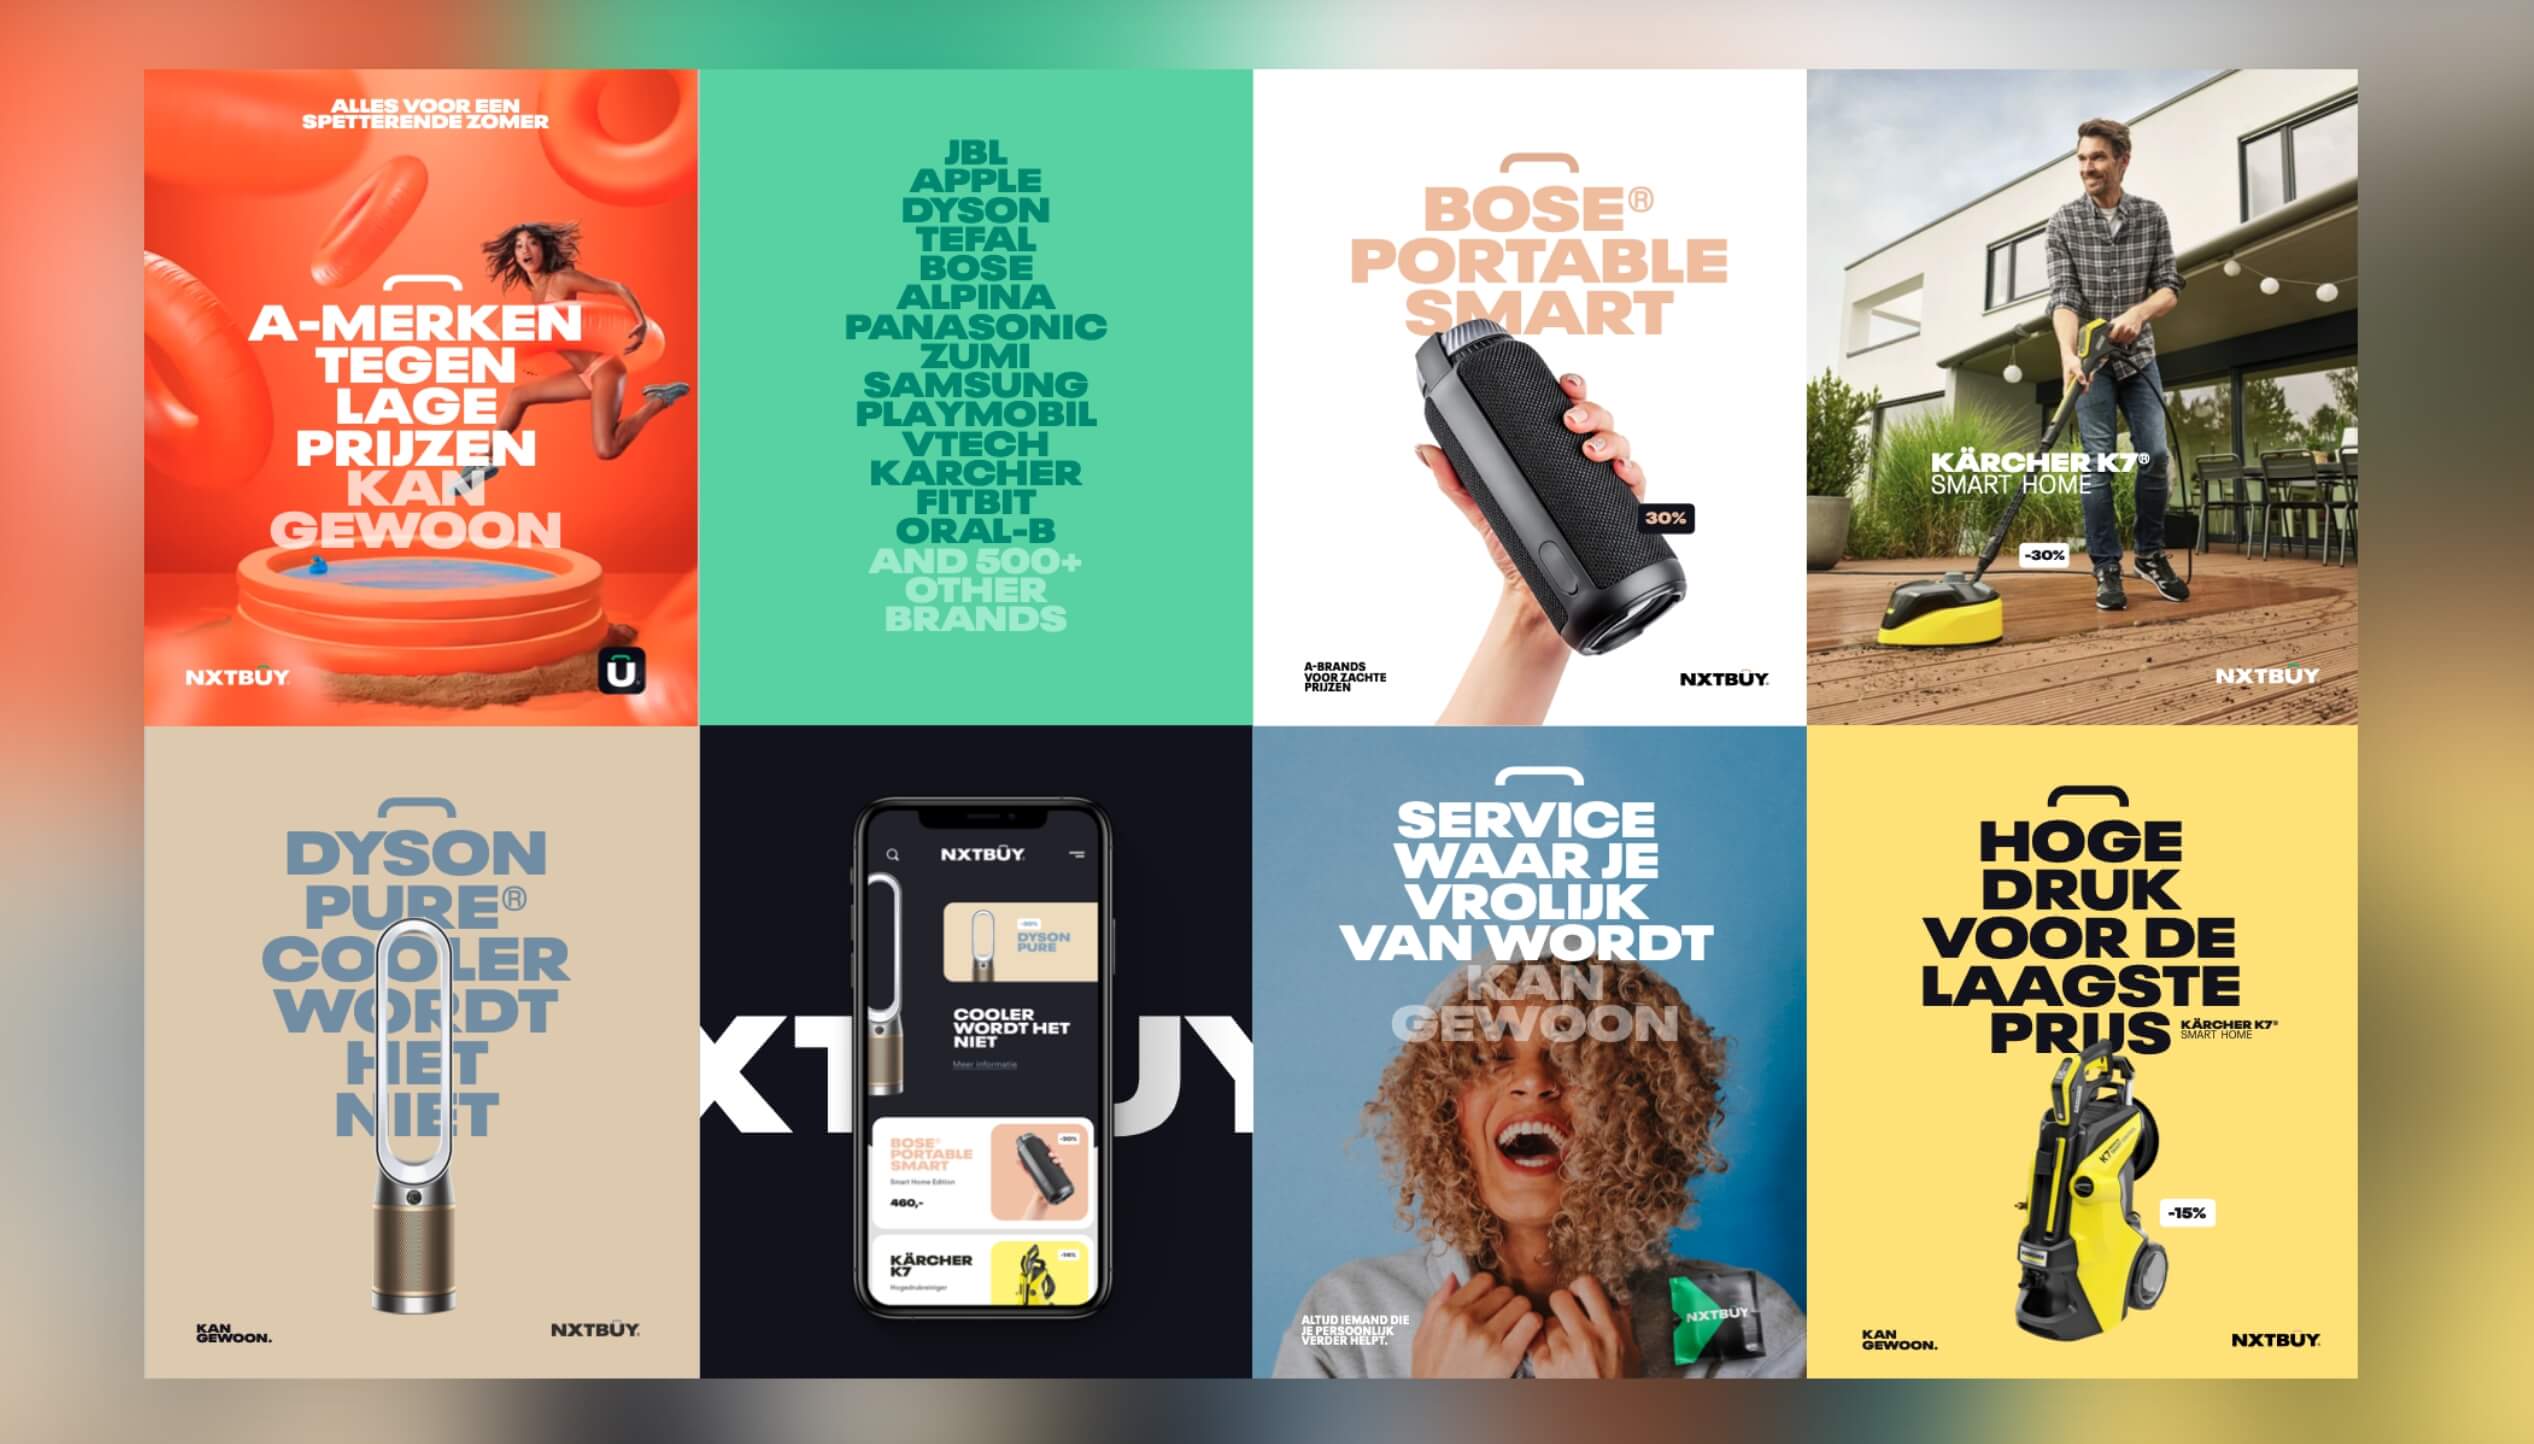 ALLES VOOR EEN
SPETTERENDE ZOMER
A-MERKEN
TEGEN
LAGE
PRIJZEN
KAN
GEWOON
NXTBUY
U
JBL
APPLE
DYSON
TEFAL
BOSE
ALPINA
PANASONIC
ZUMI
SAMSUNG
PLAYMOBIL
VTECH
KARCHER
FITBIT
ORAL-B
AND 500+
OTHER
BRANDS
BOSE®
PORTABLE
SMART
30%
A-BRANDS
VOOR ZACHTE
PRIJZEN
NXTBUY
KÄRCHER K7®
SMART HOME
-30%
NXTBUY
DYSON
PURE®
COOLER
WORDT
HET
NIET
KAN
GEWOON.
NXTBUY
XT UY
NXTBUY
DYSON
PURE
COOLER
WORDT HET
NIET
Meer informatie
BOSE®
PORTABLE
SMART
Smart Home Edition
460,-
-30%
KÄRCHER
K7
Hogedrukreiniger
SERVICE
WAAR JE
VROLIJK
VAN WORDT
KAN
GEWOON
ALTIJD IEMAND DIE
JE PERSOONLIJK
VERDER HELPT.
NXTBUY
HOGE
DRUK
VOOR DE
LAAGSTE
PRIJS
KÄRCHER K7®
SMART HOME
K7
-15%
KAN
GEWOON.
NXTBUY